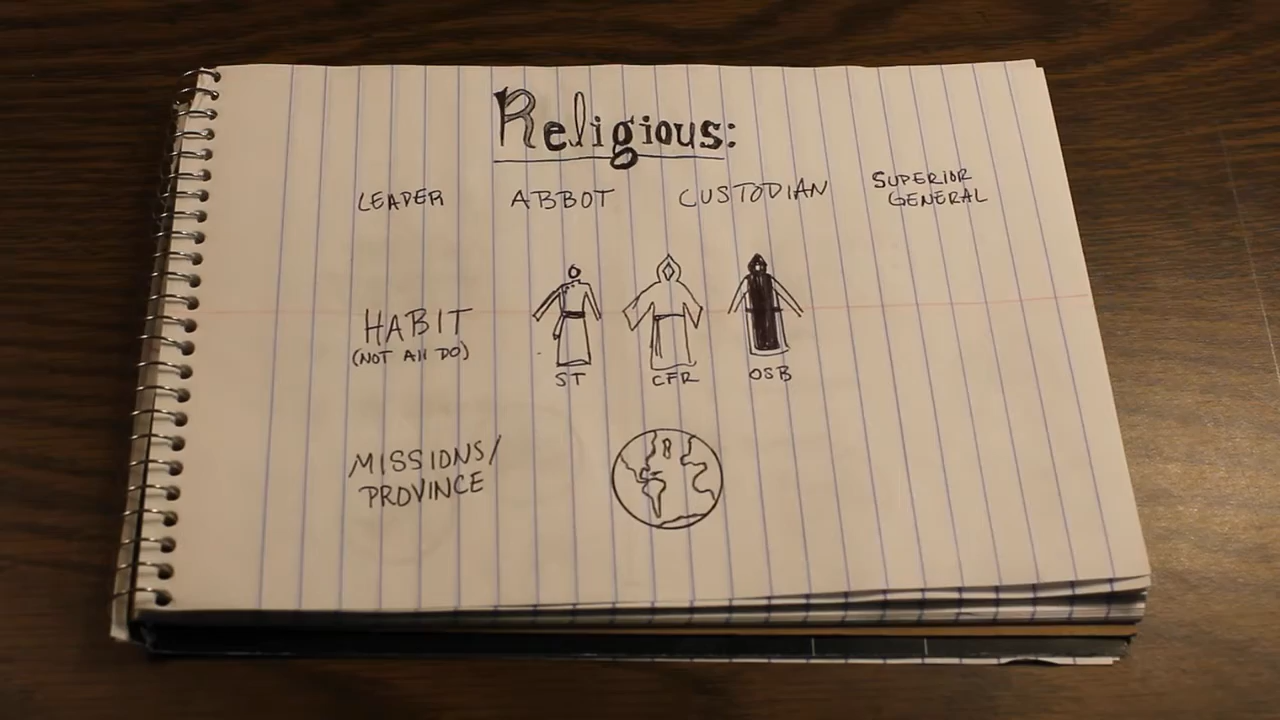 Religious:
LEADER ABBOT CUSTODIAN SUPERIOR GENERAL
HABIT
(NOT All DO)
ST CFR OSB
MISSIONS/
PROVINCE